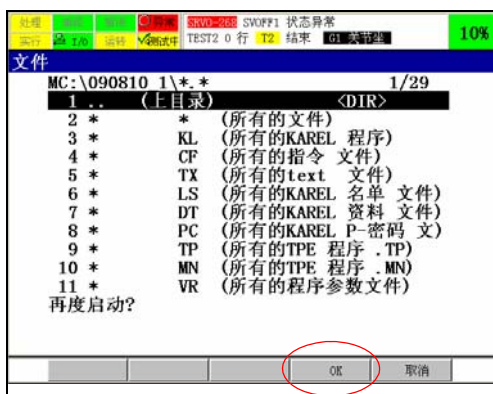 处理 异常 SRVO-268 SVOFF1 状态异常
实行 I/O 运转 测试中 TEST2 0 行 T2 结束 G1 关节坐 10%
文件
MC:\090810_1\*.* 1/29
1 .. (上目录) <DIR>
2 * * (所有的文件)
3 * KL (所有的KAREL 程序)
4 * CF (所有的指令 文件)
5 * TX (所有的text 文件)
6 * LS (所有的KAREL 名单 文件)
7 * DT (所有的KAREL 资料 文件)
8 * PC (所有的KAREL P-密码 文)
9 * TP (所有的TPE 程序 .TP)
10 * MN (所有的TPE 程序 .MN)
11 * VR (所有的程序参数文件)
再度启动?
OK 取消